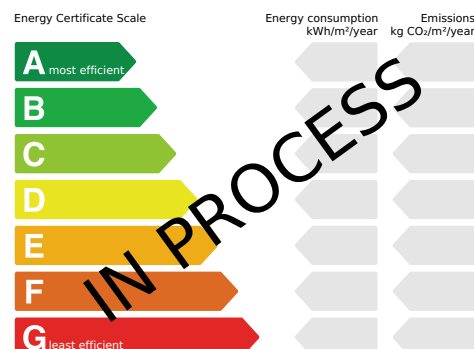 Energy Certificate Scale
Energy consumption
kWh/m²/year
Emissions
kg CO₂/m²/year
A most efficient
B
C
D
E
F
G least efficient
IN PROCESS